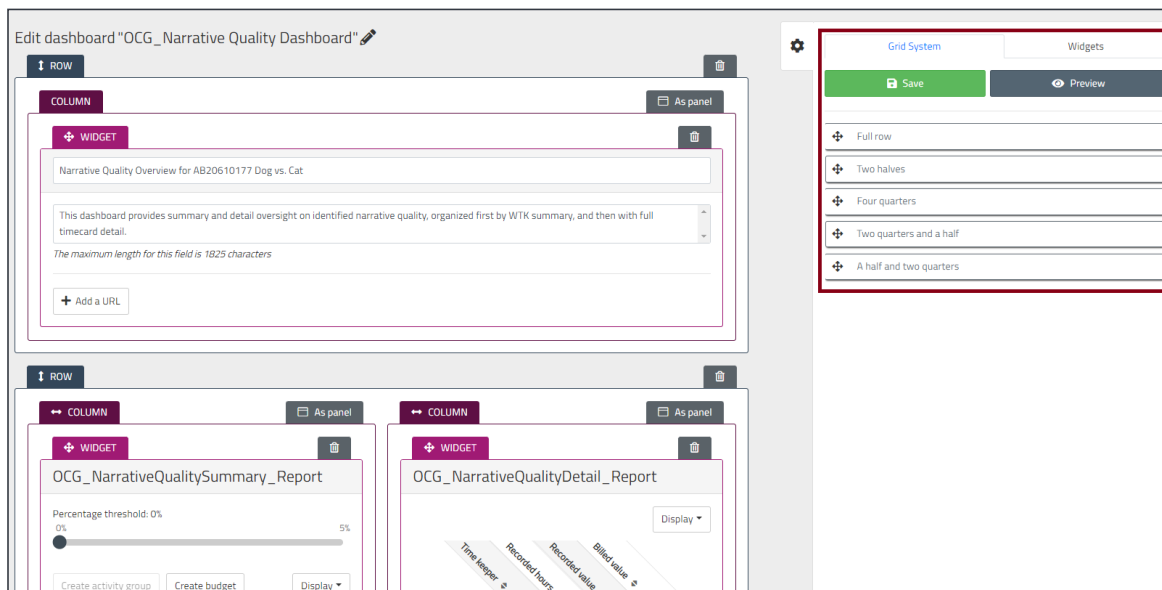 Edit dashboard "OCG_Narrative Quality Dashboard"
ROW
COLUMN
As panel
WIDGET
Narrative Quality Overview for AB20610177 Dog vs. Cat
This dashboard provides summary and detail oversight on identified narrative quality, organized first by WTK summary, and then with full
timecard detail.
The maximum length for this field is 1825 characters
Add a URL
ROW
COLUMN
As panel
WIDGET
OCG_NarrativeQualitySummary_Report
Percentage threshold: 0%
0%
5%
Create activity group
Create budget
Display
COLUMN
As panel
WIDGET
OCG_NarrativeQualityDetail_Report
Display
Time keeper
Recorded hours
Recorded value
Billed value
Grid System
Widgets
Save
Preview
Full row
Two halves
Four quarters
Two quarters and a half
A half and two quarters